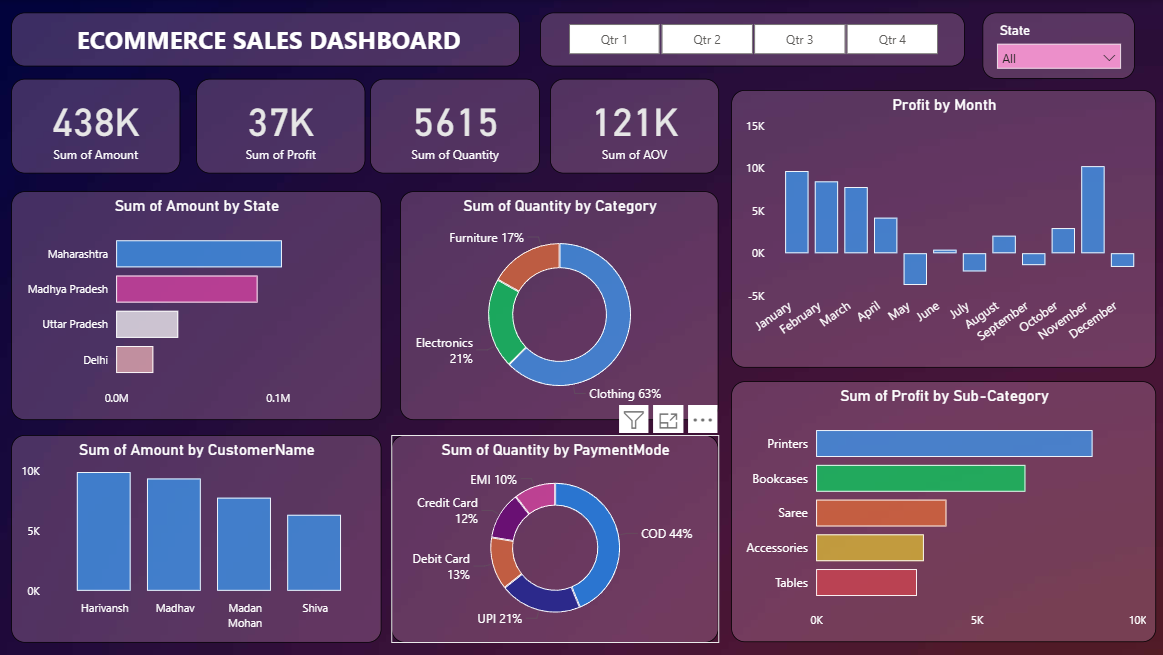 ECOMMERCE SALES DASHBOARD
Qtr 1
Qtr 2
Qtr 3
Qtr 4
State
All
438K
Sum of Amount
37K
Sum of Profit
5615
Sum of Quantity
121K
Sum of AOV
Profit by Month
15K
10K
5K
0K
-5K
January
February
March
April
May
June
July
August
September
October
November
December
Sum of Amount by State
Maharashtra
Madhya Pradesh
Uttar Pradesh
Delhi
0.0M
0.1M
Sum of Quantity by Category
Furniture 17%
Electronics
21%
Clothing 63%
Sum of Profit by Sub-Category
Printers
Bookcases
Saree
Accessories
Tables
0K
5K
10K
Sum of Amount by CustomerName
10K
5K
0K
Harivansh
Madhav
Madan
Mohan
Shiva
Sum of Quantity by PaymentMode
EMI 10%
Credit Card
12%
Debit Card
13%
UPI 21%
COD 44%